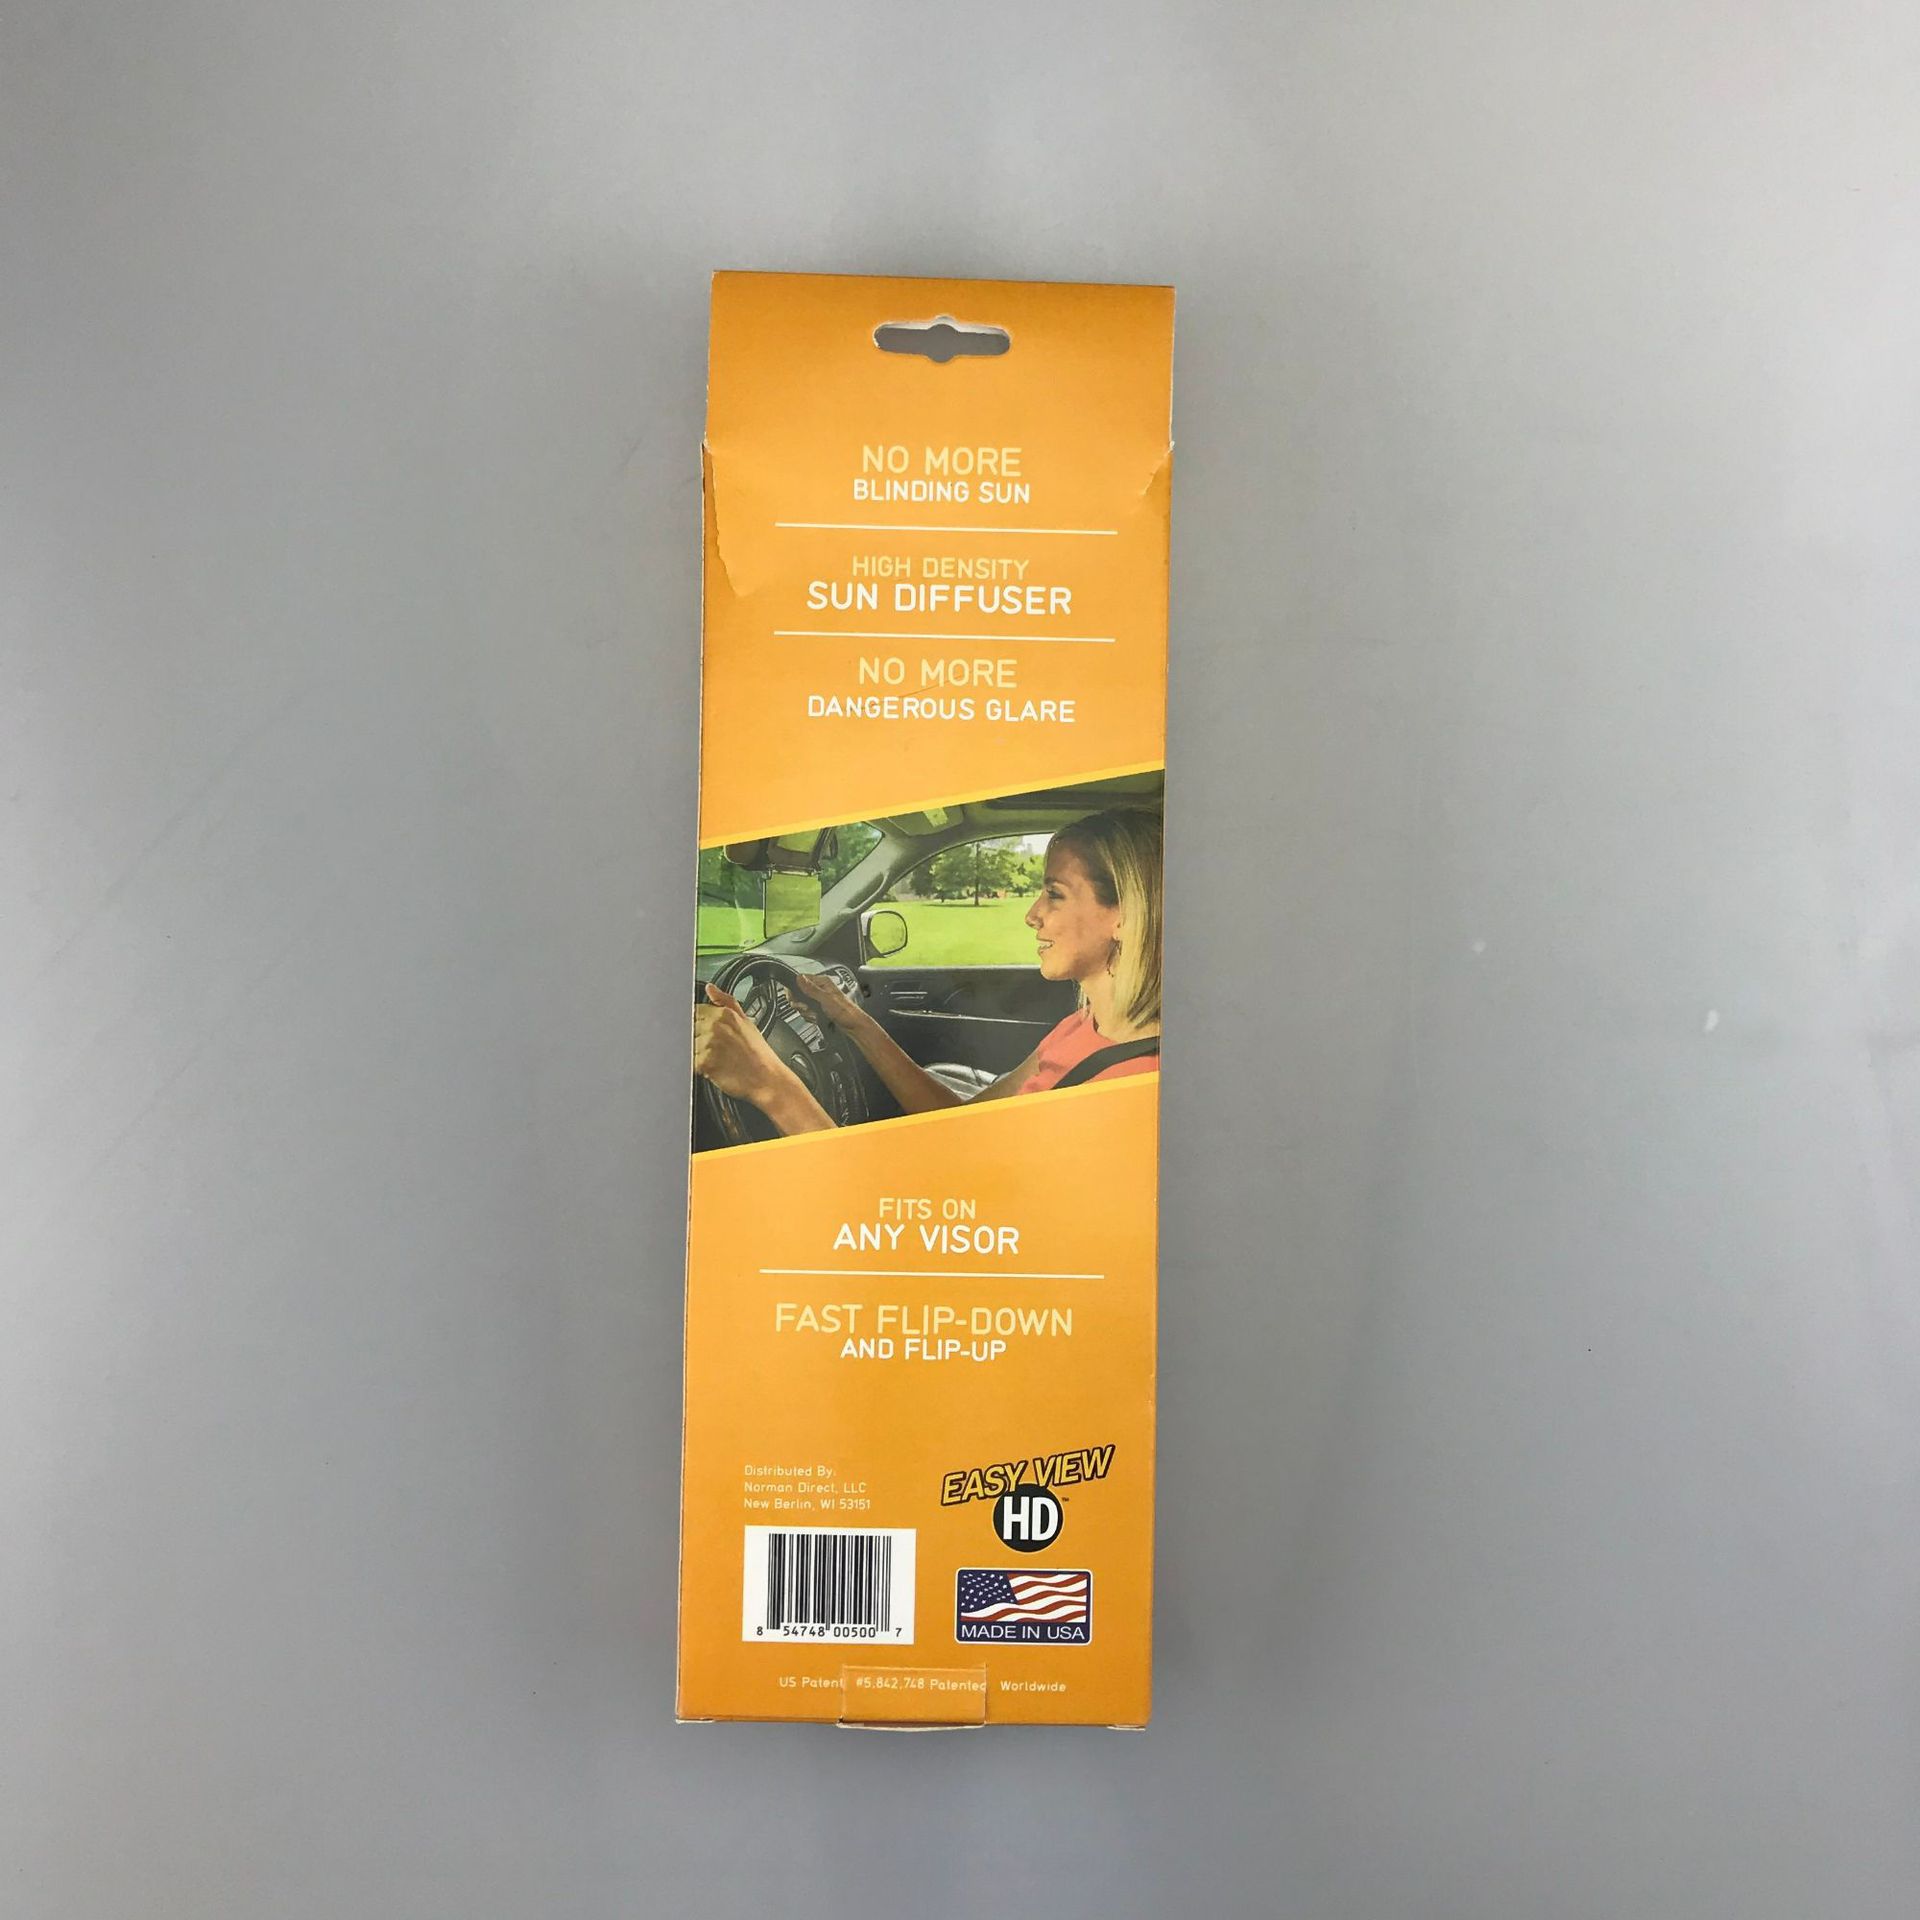 NO MORE
BLINDING SUN
HIGH DENSITY
SUN DIFFUSER
NO MORE
DANGEROUS GLARE
FITS ON
ANY VISOR
FAST FLIP-DOWN
AND FLIP-UP
Distributed By:
Norman Direct, LLC
New Berlin, WI 53151
EASY VIEW
HD™
8 54748 00500 7
MADE IN USA
US Patent #5,842,748 Patented Worldwide